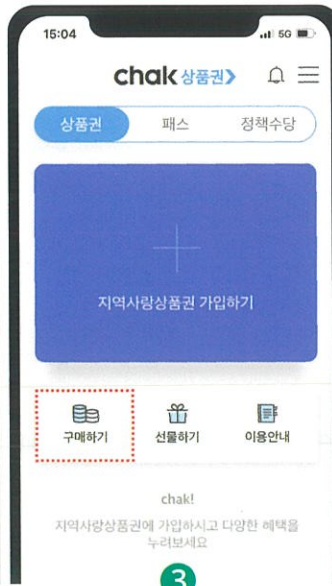 15:04
5G
chak 상품권
상품권 패스 정책수당
지역사랑상품권 가입하기
구매하기 선물하기 이용안내
chak!
지역사랑상품권에 가입하시고 다양한 혜택을
누려보세요
3